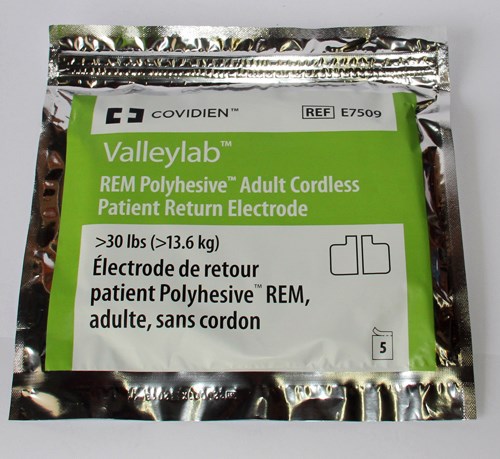 COVIDIEN™
REF E7509
Valleylab™
REM Polyhesive™ Adult Cordless
Patient Return Electrode
>30 lbs (>13.6 kg)
Électrode de retour
patient Polyhesive™ REM,
adulte, sans cordon
5